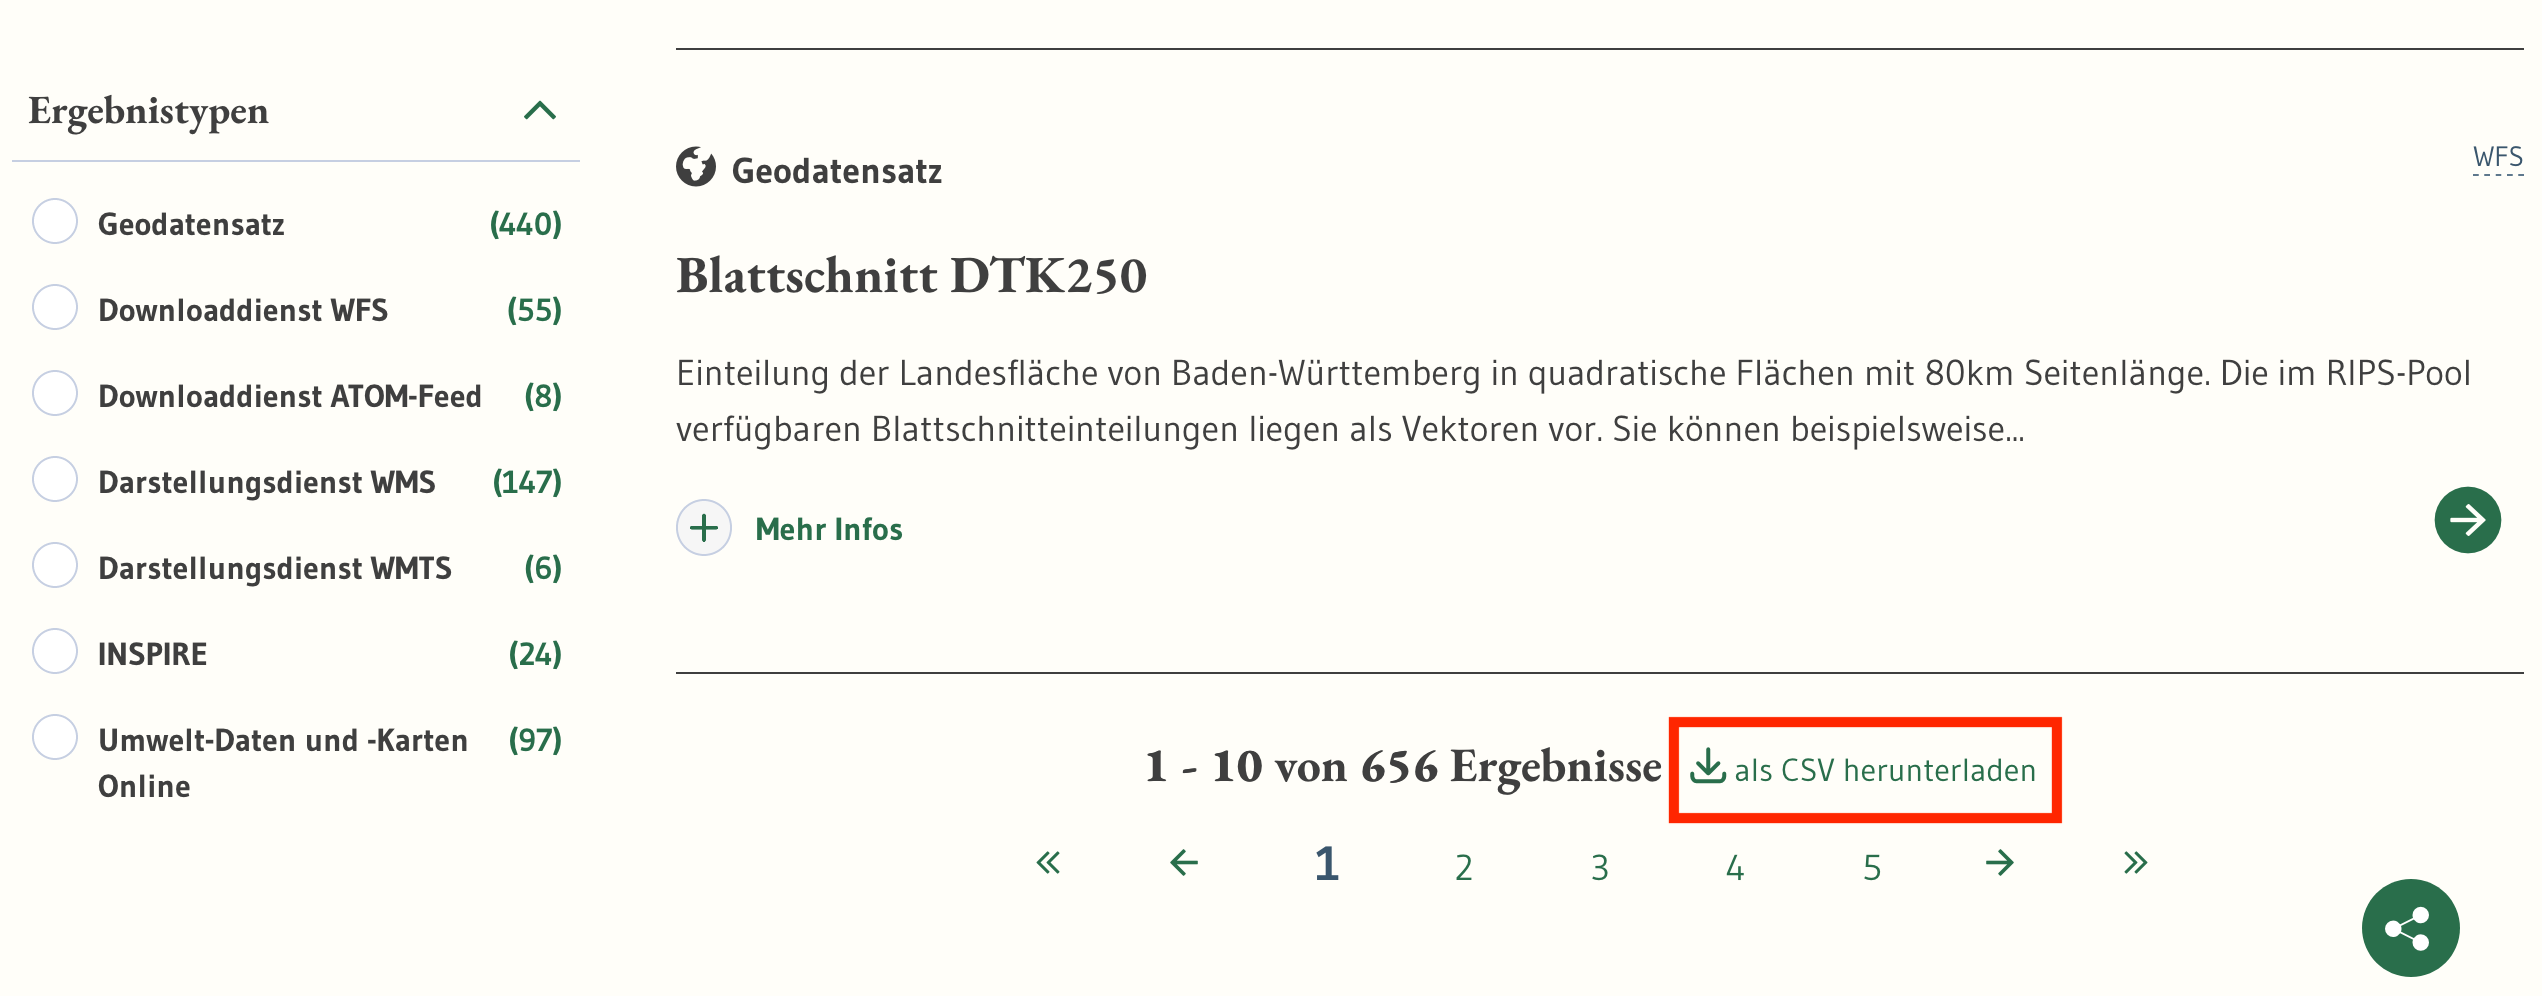 Ergebnistypen
Geodatensatz (440)
Downloaddienst WFS (55)
Downloaddienst ATOM-Feed (8)
Darstellungsdienst WMS (147)
Darstellungsdienst WMTS (6)
INSPIRE (24)
Umwelt-Daten und -Karten (97)
Online
Geodatensatz
WFS
Blattschnitt DTK250
Einteilung der Landesfläche von Baden-Württemberg in quadratische Flächen mit 80km Seitenlänge. Die im RIPS-Pool
verfügbaren Blattschnitteinteilungen liegen als Vektoren vor. Sie können beispielsweise...
Mehr Infos
1 - 10 von 656 Ergebnisse als CSV herunterladen
« ← 1 2 3 4 5 → »